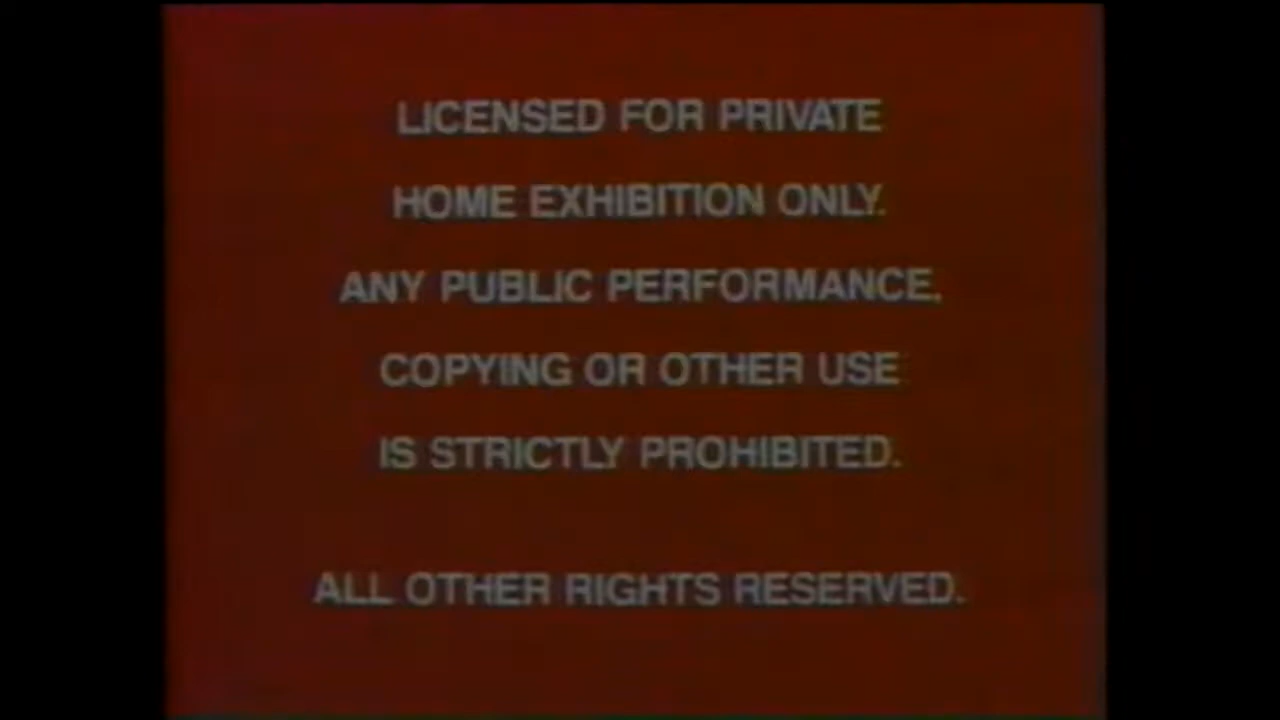 LICENSED FOR PRIVATE
HOME EXHIBITION ONLY.
ANY PUBLIC PERFORMANCE,
COPYING OR OTHER USE
IS STRICTLY PROHIBITED.
ALL OTHER RIGHTS RESERVED.